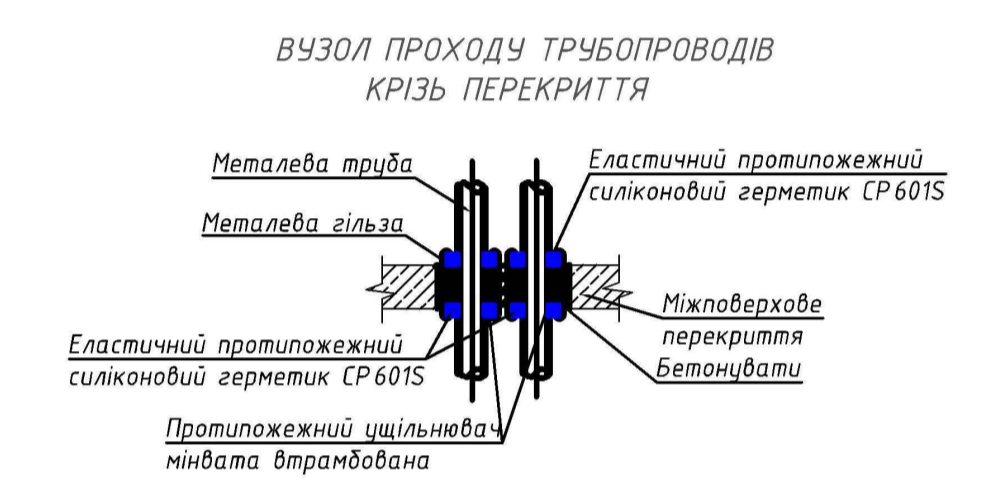 ВУЗОЛ ПРОХОДУ ТРУБОПРОВОДІВ
КРІЗЬ ПЕРЕКРИТТЯ
Металева труба
Металева гільза
Еластичний протипожежний
силіконовий герметик CP601S
Міжповерхове
перекриття
Бетонувати
Еластичний протипожежний
силіконовий герметик CP601S
Протипожежний ущільнювач
мінвата втрамбована